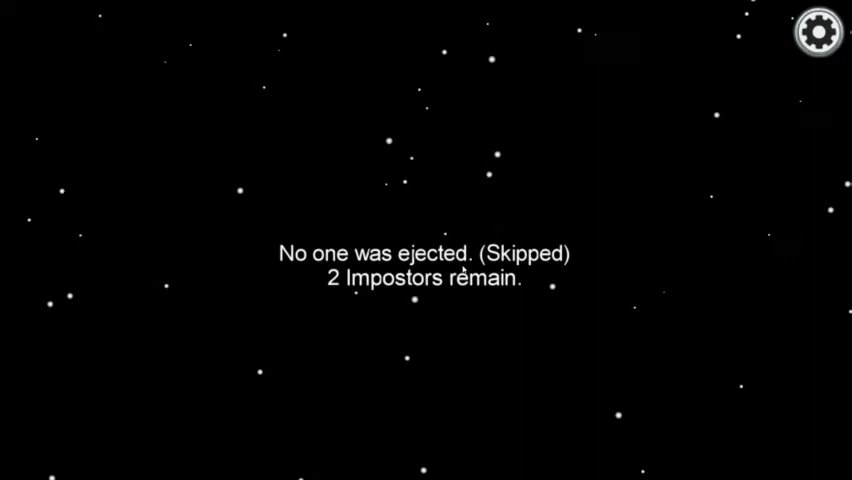 No one was ejected. (Skipped)
2 Impostors remain.